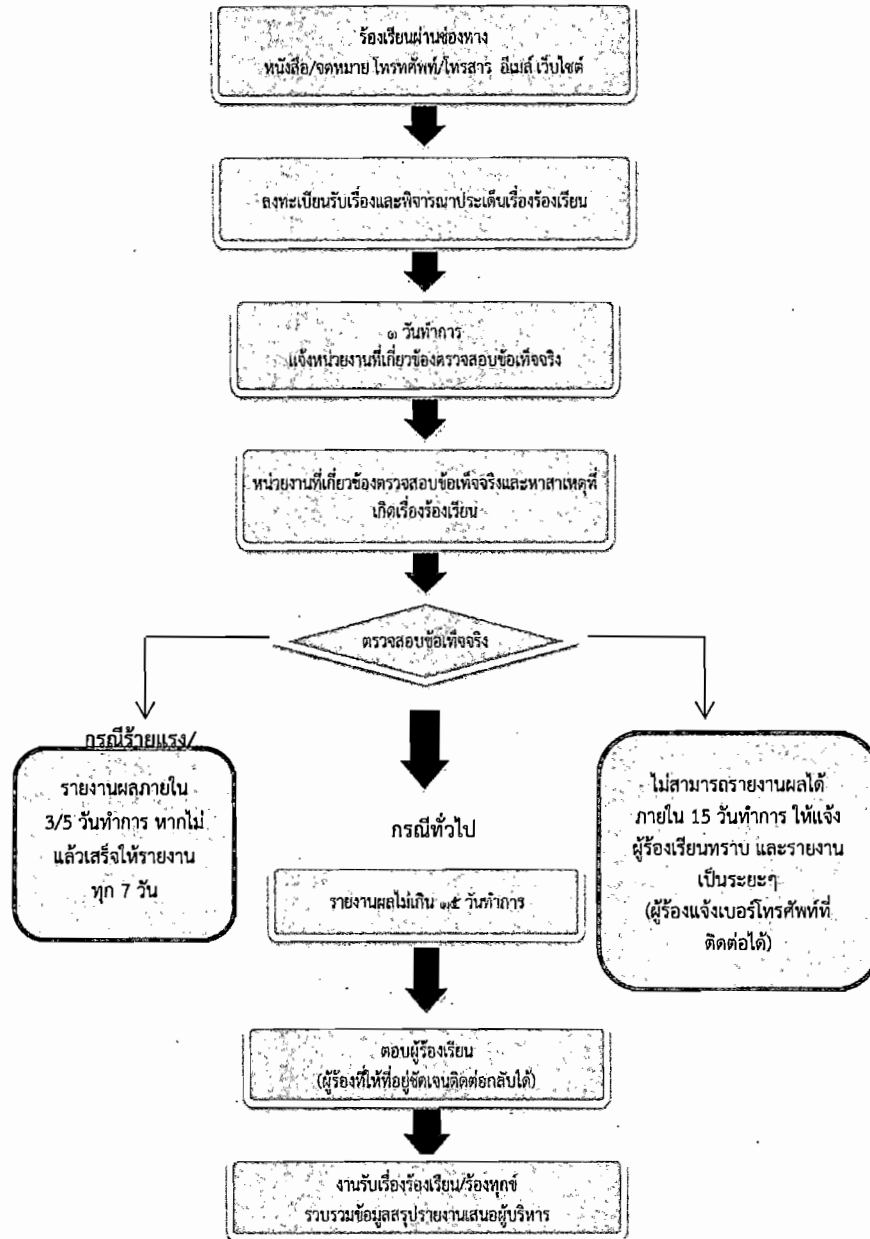 ร้องเรียนผ่านช่องทาง
หนังสือ/จดหมาย โทรศัพท์/โทรสาร อีเมล์ เว็บไซต์
ลงทะเบียนรับเรื่องและพิจารณาประเด็นเรื่องร้องเรียน
๑ วันทำการ
แจ้งหน่วยงานที่เกี่ยวข้องตรวจสอบข้อเท็จจริง
หน่วยงานที่เกี่ยวข้องตรวจสอบข้อเท็จจริงและหาสาเหตุที่
เกิดเรื่องร้องเรียน
ตรวจสอบข้อเท็จจริง
กรณีร้ายแรง/
รายงานผลภายใน
3/5 วันทำการ หากไม่
แล้วเสร็จให้รายงาน
ทุก 7 วัน
กรณีทั่วไป
รายงานผลไม่เกิน ๑๕ วันทำการ
ไม่สามารถรายงานผลได้
ภายใน 15 วันทำการ ให้แจ้ง
ผู้ร้องเรียนทราบ และรายงาน
เป็นระยะๆ
(ผู้ร้องแจ้งเบอร์โทรศัพท์ที่
ติดต่อได้)
ตอบผู้ร้องเรียน
(ผู้ร้องที่ให้ที่อยู่ชัดเจนติดต่อกลับได้)
งานรับเรื่องร้องเรียน/ร้องทุกข์
รวบรวมข้อมูลสรุปรายงานเสนอผู้บริหาร